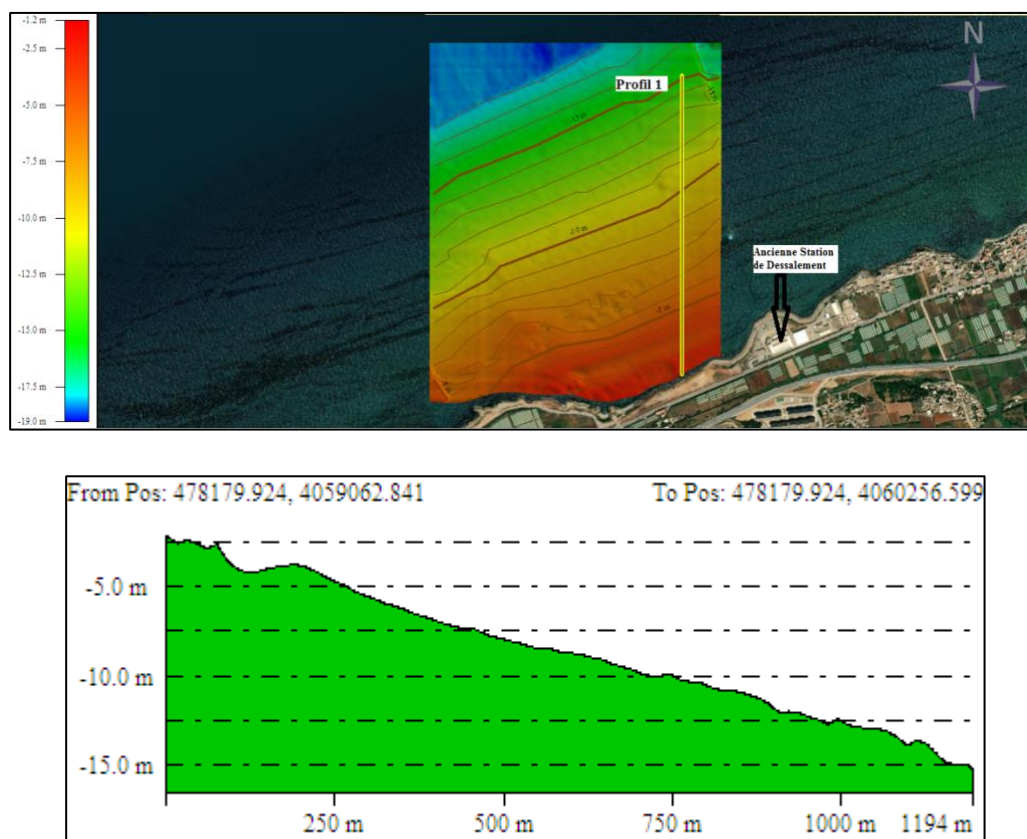 -1.2 m
-2.5 m
-5.0 m
-7.5 m
-10.0 m
-12.5 m
-15.0 m
-17.5 m
-19.0 m
N
Profil 1
Ancienne Station
de Dessalement
From Pos: 478179.924, 4059062.841 To Pos: 478179.924, 4060256.599
-5.0 m
-10.0 m
-15.0 m
250 m 500 m 750 m 1000 m 1194 m